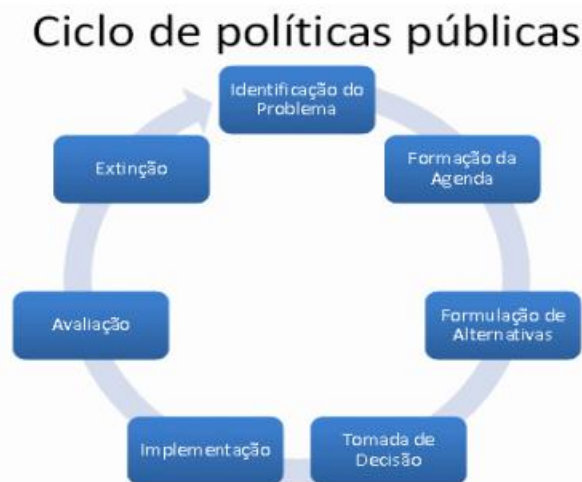 Ciclo de políticas públicas
Identificação do
Problema
Formação da
Agenda
Formulação de
Alternativas
Tomada de
Decisão
Implementação
Avaliação
Extinção